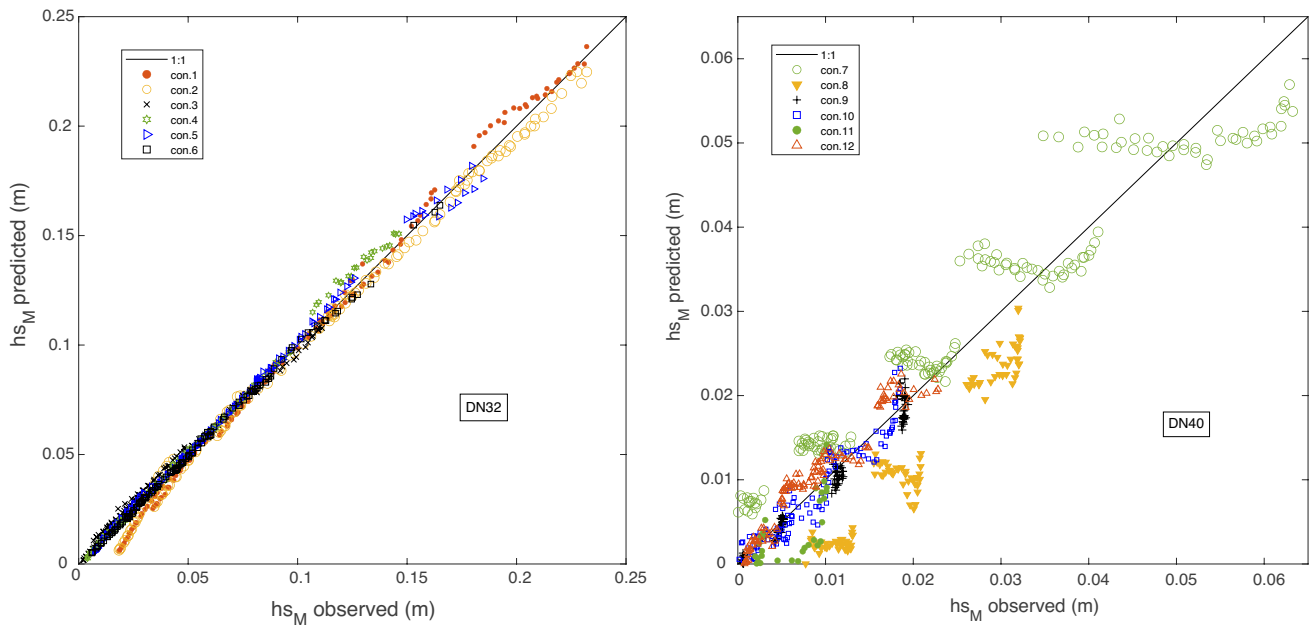 0.25
0.2
0.15
0.1
0.05
0
0
0.05
0.1
0.15
0.2
0.25
hs_M predicted (m)
hs_M observed (m)
1:1
con.1
con.2
con.3
con.4
con.5
con.6
DN32
0.06
0.05
0.04
0.03
0.02
0.01
0
0
0.01
0.02
0.03
0.04
0.05
0.06
hs_M predicted (m)
hs_M observed (m)
1:1
con.7
con.8
con.9
con.10
con.11
con.12
DN40